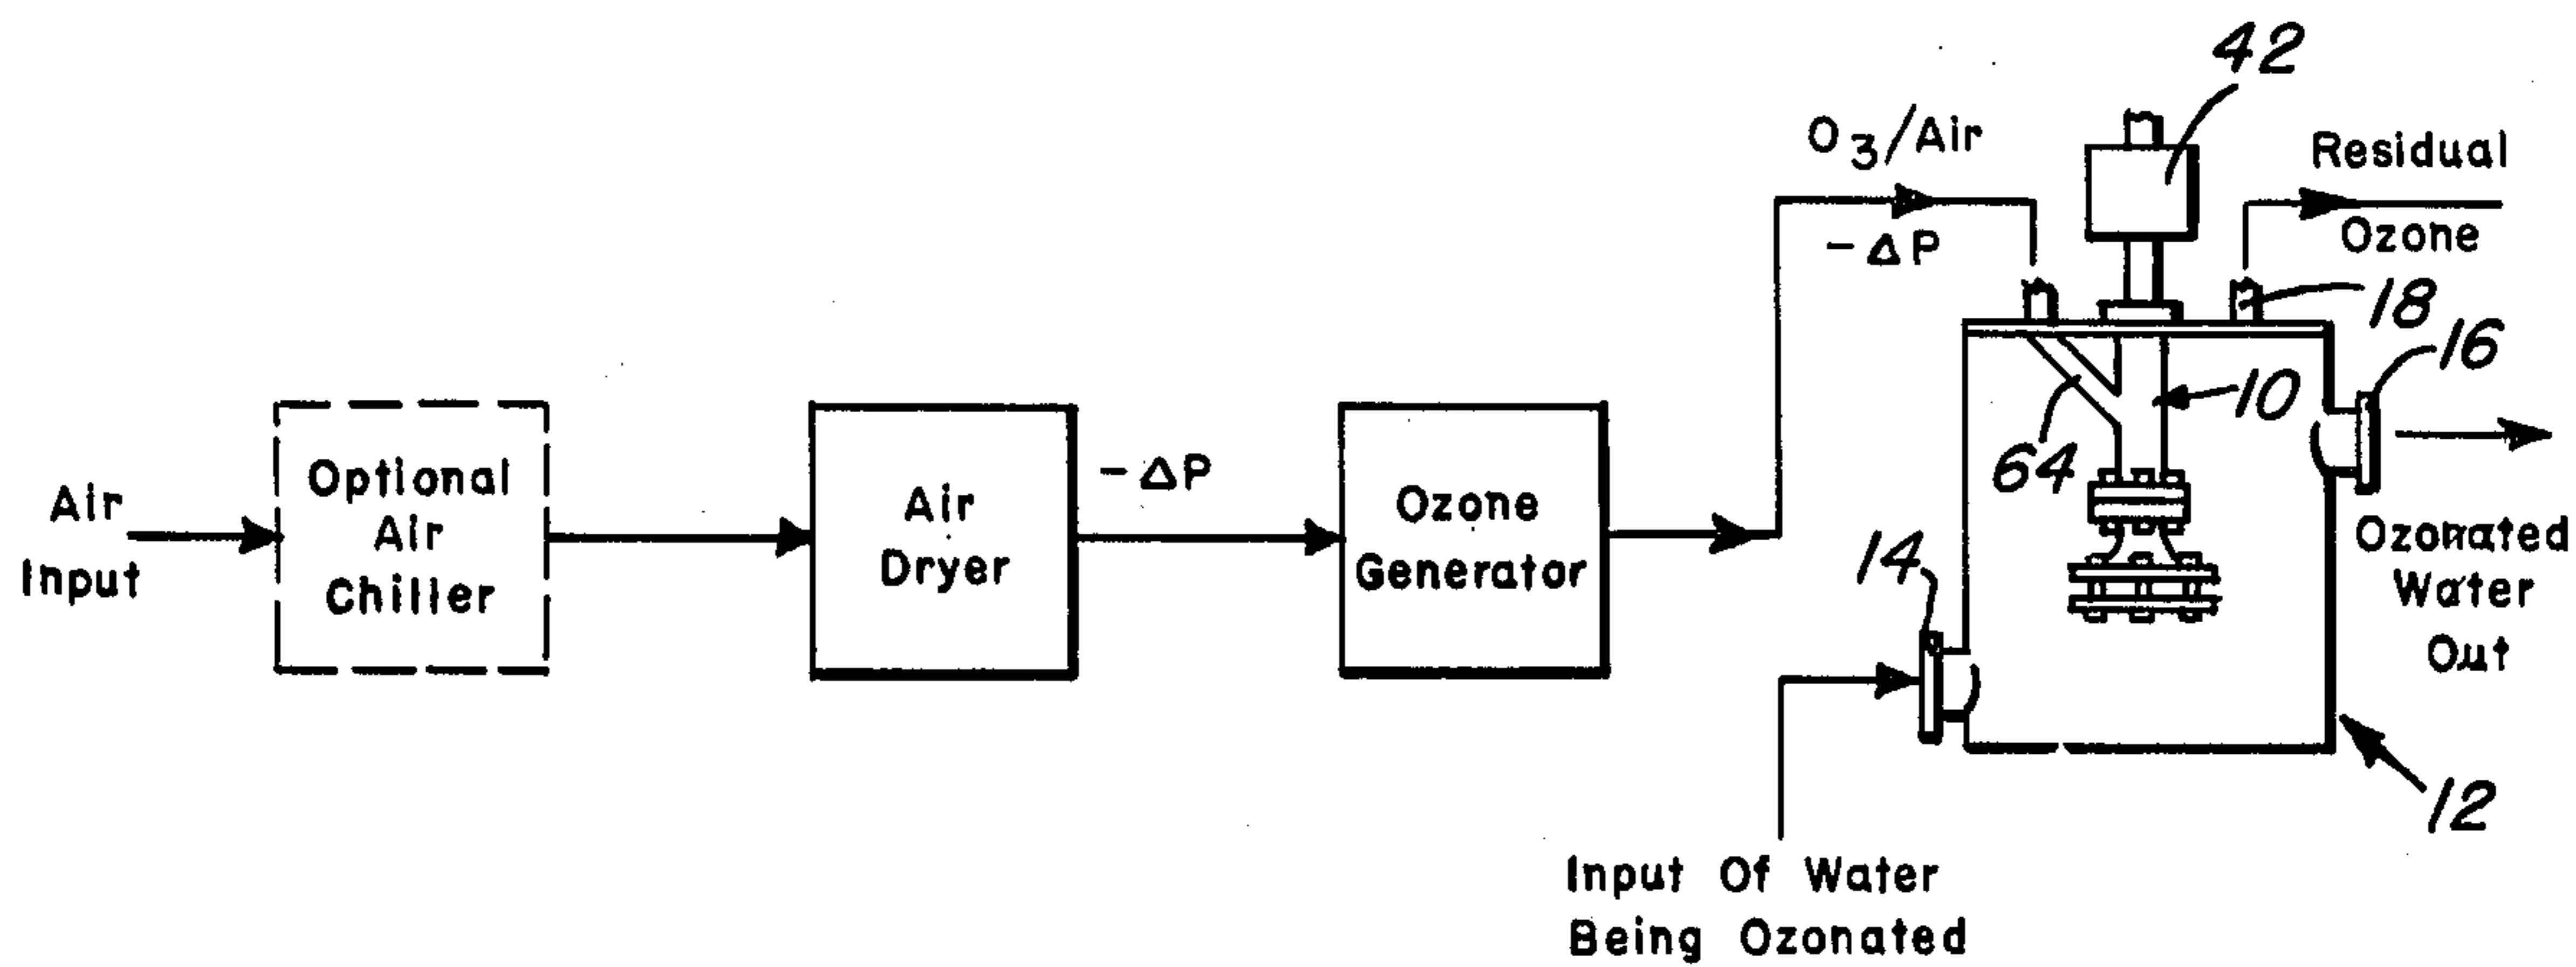 42
O3/Air
-ΔP
Residual
Ozone
18
16
10
64
Air
Input
Optional
Air
Chiller
Air
Dryer
-ΔP
Ozone
Generator
14
Ozonated
Water
Out
12
Input Of Water
Being Ozonated